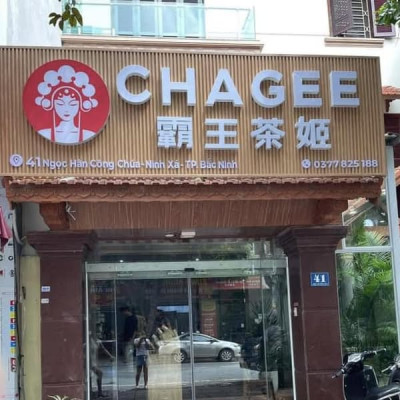 CHAGEE
霸王茶姬
41 Ngọc Hân Công Chúa - Ninh Xá - TP. Bắc Ninh
0377 825 188
41